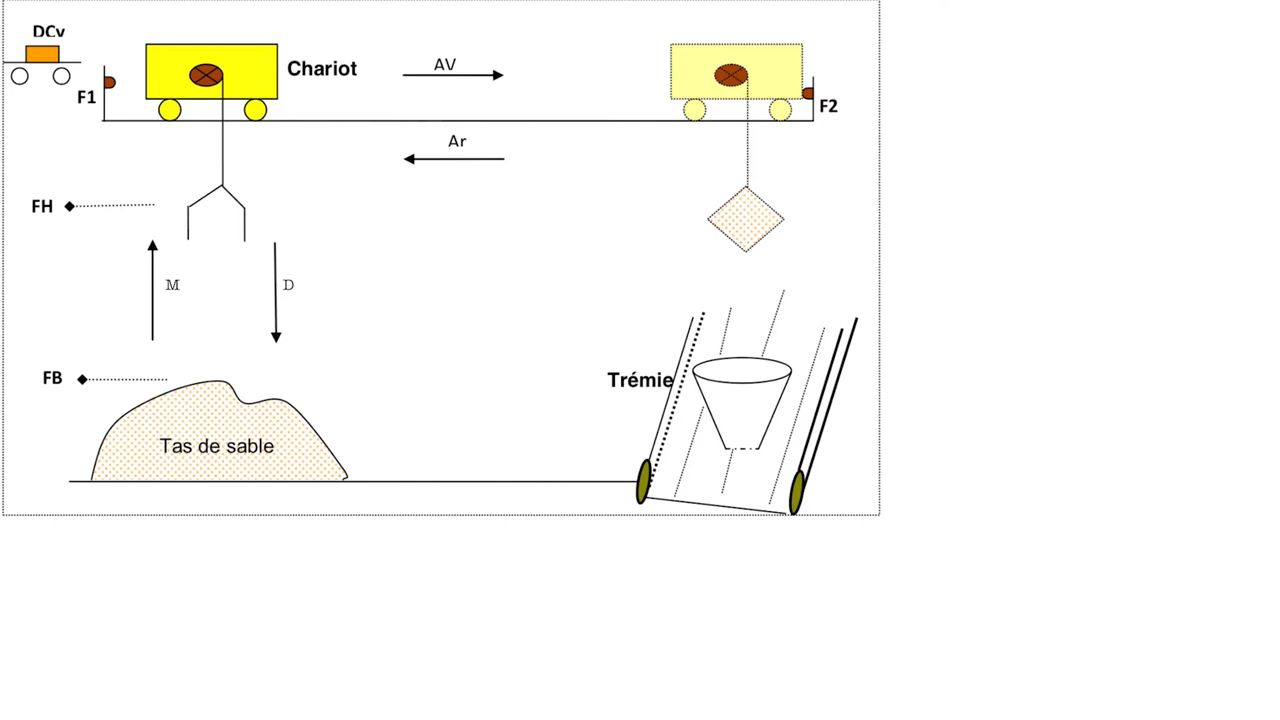 DCy
Chariot
AV
F1
F2
Ar
FH
M
D
FB
Trémie
Tas de sable